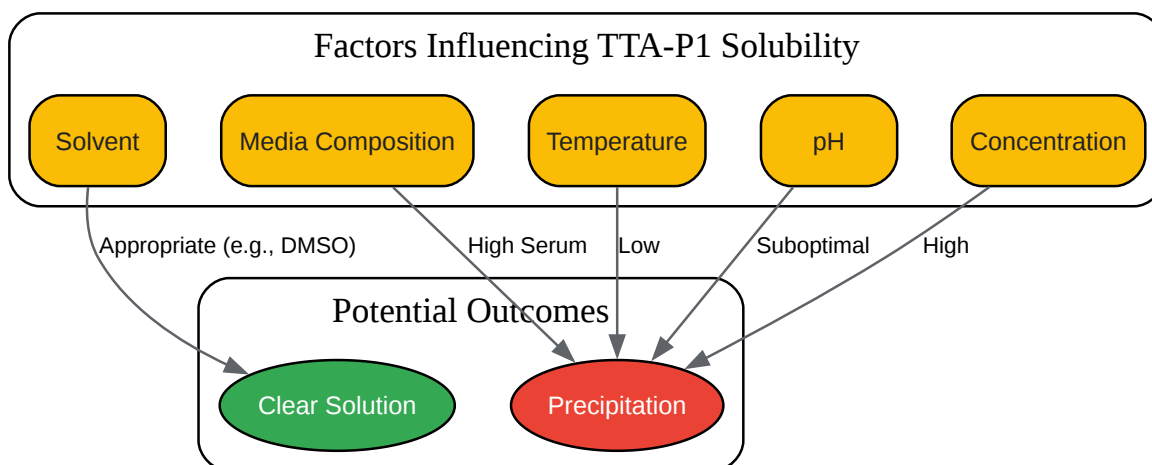 Factors Influencing TTA-P1 Solubility
Solvent
Media Composition
Temperature
pH
Concentration
Appropriate (e.g., DMSO)
High Serum
Low
Suboptimal
High
Potential Outcomes
Clear Solution
Precipitation